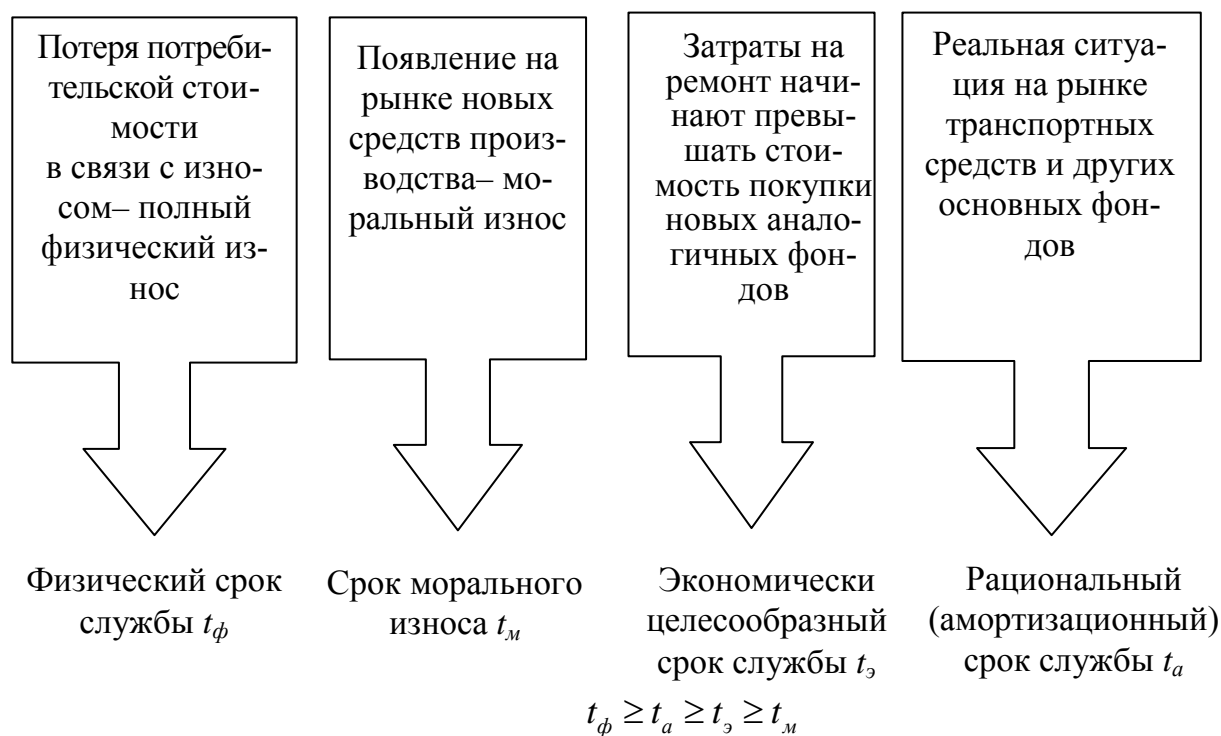 Потеря потреби-
тельской стои-
мости
в связи с изно-
сом– полный
физический из-
нос
Появление на
рынке новых
средств произ-
водства– мо-
ральный износ
Затраты на
ремонт начи-
нают превы-
шать стои-
мость покупки
новых анало-
гичных фон-
дов
Реальная ситуа-
ция на рынке
транспортных
средств и других
основных фон-
дов
Физический срок
службы tф
Срок морального
износа tм
Экономически
целесообразный
срок службы tэ
Рациональный
(амортизационный)
срок службы tа
tф ≥ tа ≥ tэ ≥ tм